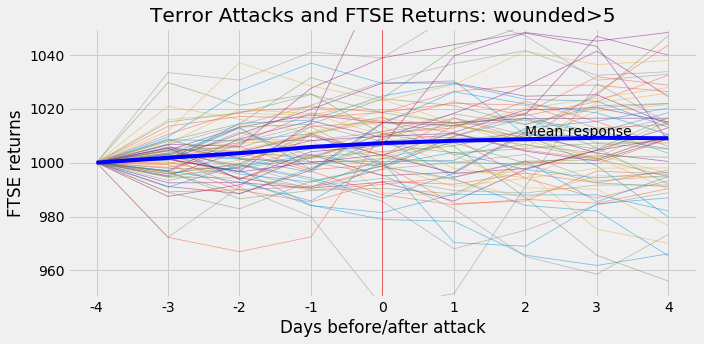 Terror Attacks and FTSE Returns: wounded>5
1040
1020
1000
980
960
FTSE returns
Mean response
-4 -3 -2 -1 0 1 2 3 4
Days before/after attack